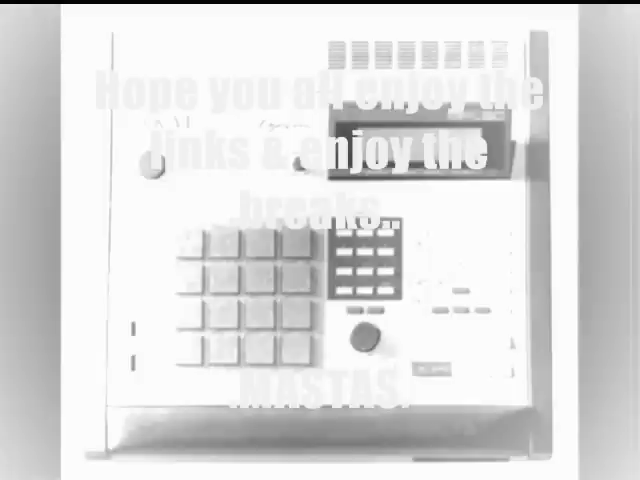 Hope you all enjoy the
links & enjoy the
breaks..
.MASTAS.